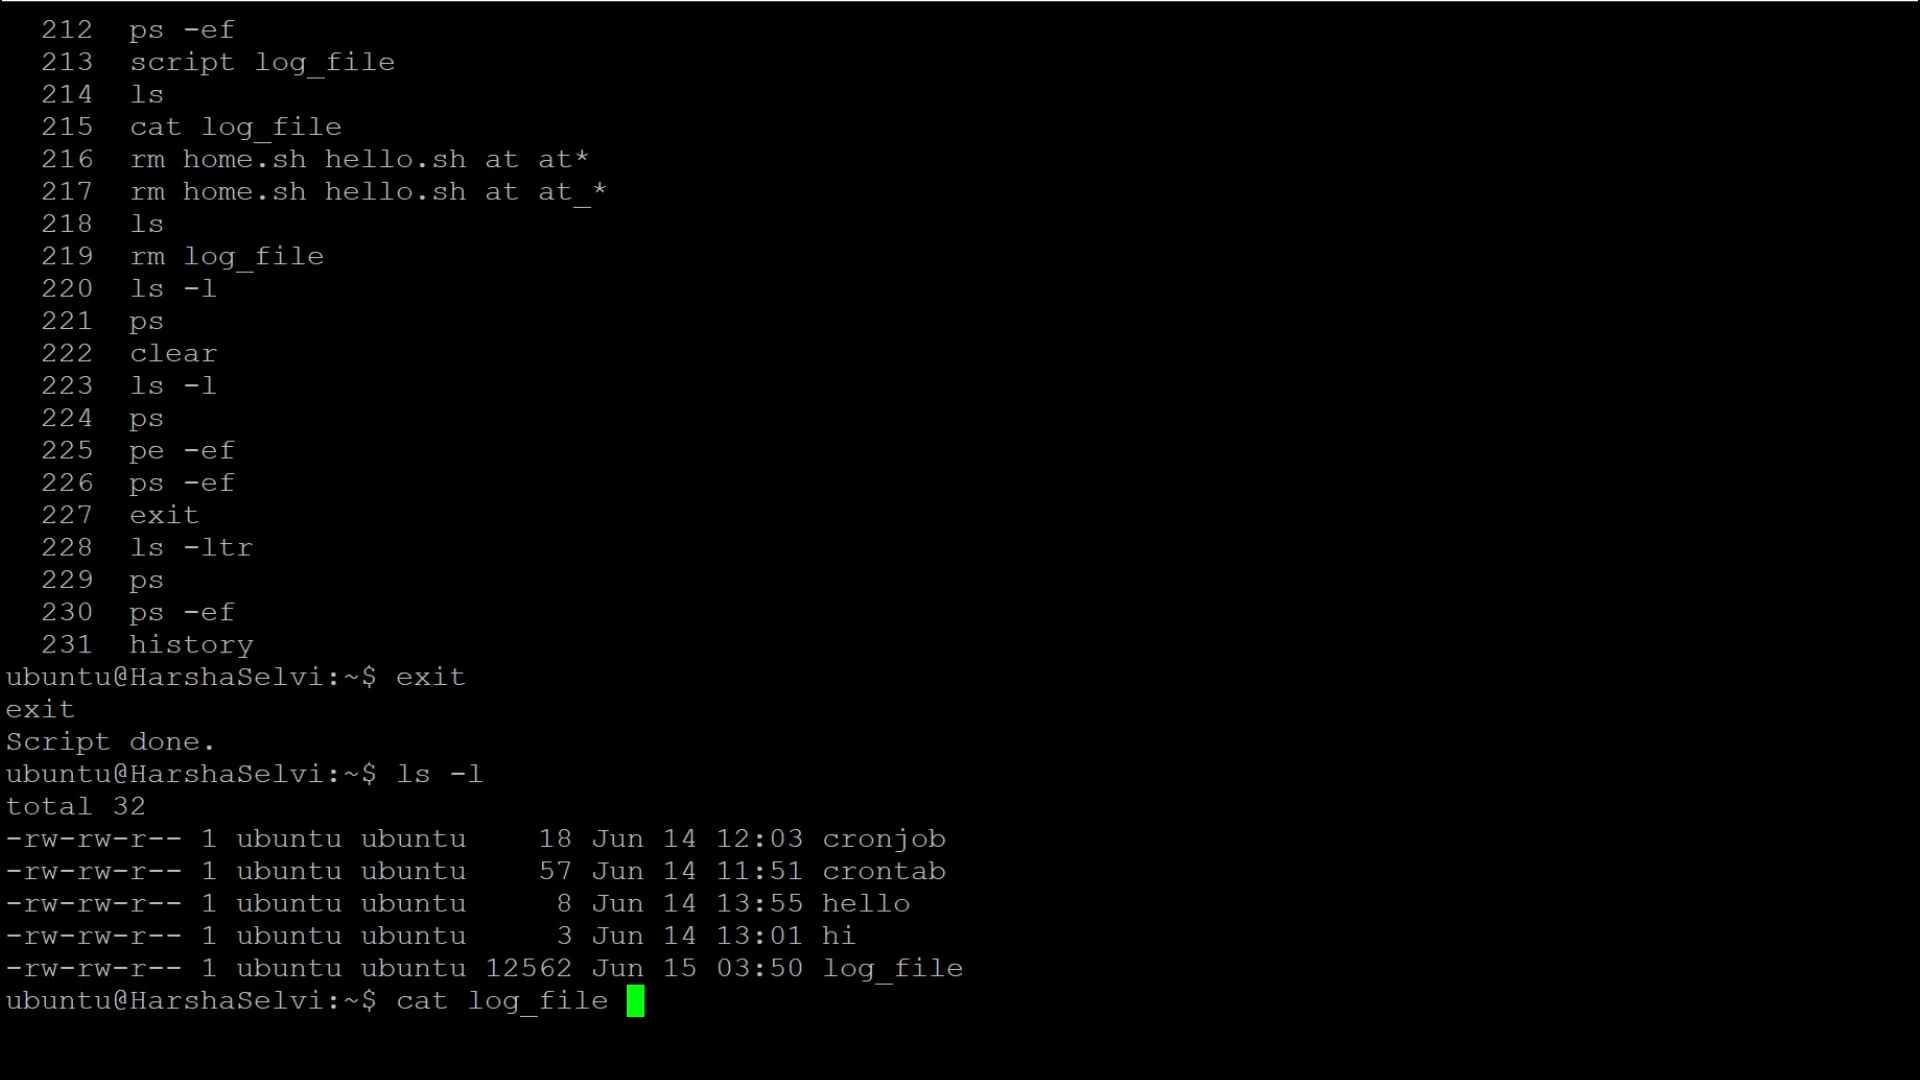 212 ps -ef
213 script log_file
214 ls
215 cat log_file
216 rm home.sh hello.sh at at*
217 rm home.sh hello.sh at at_*
218 ls
219 rm log_file
220 ls -l
221 ps
222 clear
223 ls -l
224 ps
225 pe -ef
226 ps -ef
227 exit
228 ls -ltr
229 ps
230 ps -ef
231 history
ubuntu@HarshaSelvi:~$ exit
exit
Script done.
ubuntu@HarshaSelvi:~$ ls -l
total 32
-rw-rw-r-- 1 ubuntu ubuntu 18 Jun 14 12:03 cronjob
-rw-rw-r-- 1 ubuntu ubuntu 57 Jun 14 11:51 crontab
-rw-rw-r-- 1 ubuntu ubuntu 8 Jun 14 13:55 hello
-rw-rw-r-- 1 ubuntu ubuntu 3 Jun 14 13:01 hi
-rw-rw-r-- 1 ubuntu ubuntu 12562 Jun 15 03:50 log_file
ubuntu@HarshaSelvi:~$ cat log_file